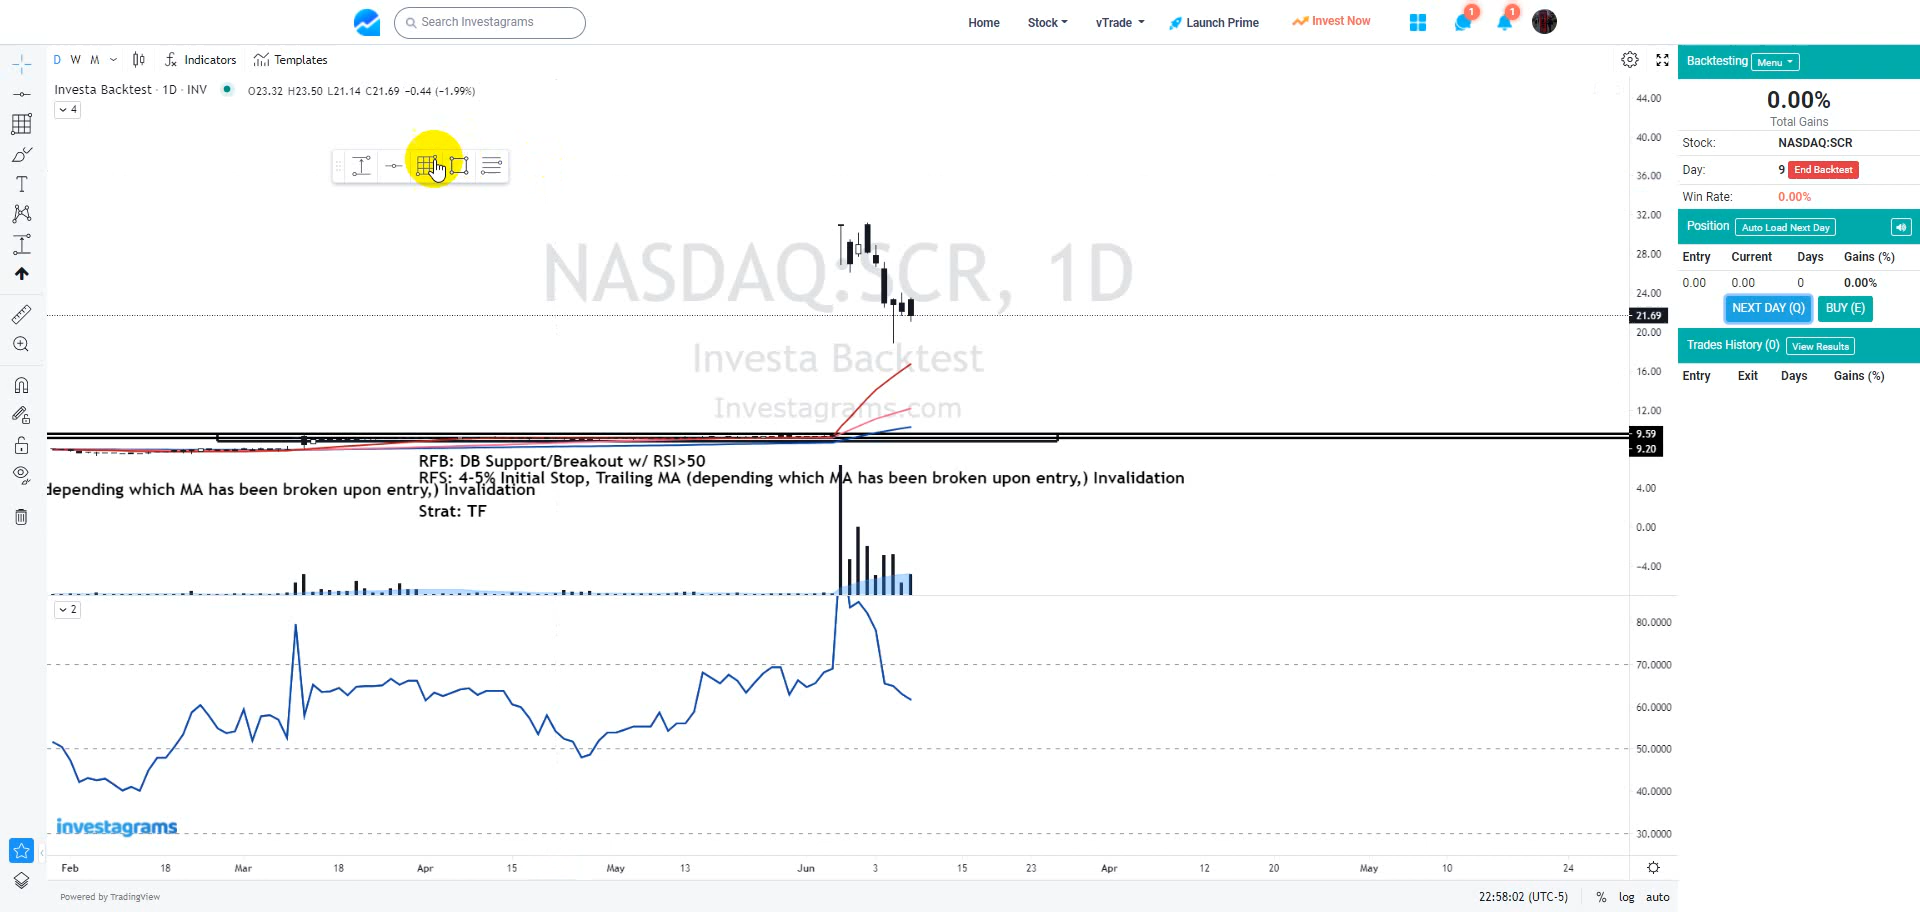 Search Investagrams
Home
Stock
vTrade
Launch Prime
Invest Now
1
1
D W M
Indicators
Templates
Investa Backtest · 1D · INV
O23.32 H23.50 L21.14 C21.69 −0.44 (−1.99%)
4
NASDAQ:SCR, 1D
Investa Backtest
Investagrams.com
RFB: DB Support/Breakout w/ RSI>50
RFS: 4-5% Initial Stop, Trailing MA (depending which MA has been broken upon entry,) Invalidation
depending which MA has been broken upon entry,) Invalidation
Strat: TF
2
investagrams
44.00
40.00
36.00
32.00
28.00
24.00
21.69
20.00
16.00
12.00
9.59
9.20
4.00
0.00
−4.00
80.0000
70.0000
60.0000
50.0000
40.0000
30.0000
Feb 18 Mar 18 Apr 15 May 13 Jun 3 15 23 Apr 12 20 May 10 24
Powered by TradingView
22:58:02 (UTC-5) % log auto
Backtesting Menu
0.00%
Total Gains
Stock: NASDAQ:SCR
Day: 9 End Backtest
Win Rate: 0.00%
Position Auto Load Next Day
Entry Current Days Gains (%)
0.00 0.00 0 0.00%
NEXT DAY (Q) BUY (E)
Trades History (0) View Results
Entry Exit Days Gains (%)